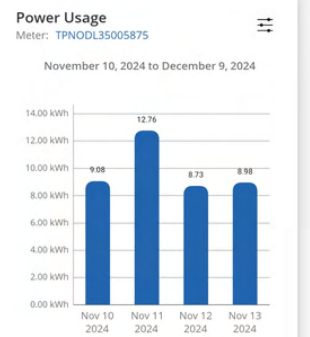 Power Usage
Meter: TPNODL35005875
November 10, 2024 to December 9, 2024
14.00 kWh
12.00 kWh
10.00 kWh
8.00 kWh
6.00 kWh
4.00 kWh
2.00 kWh
0.00 kWh
9.08
12.76
8.73
8.98
Nov 10 2024
Nov 11 2024
Nov 12 2024
Nov 13 2024